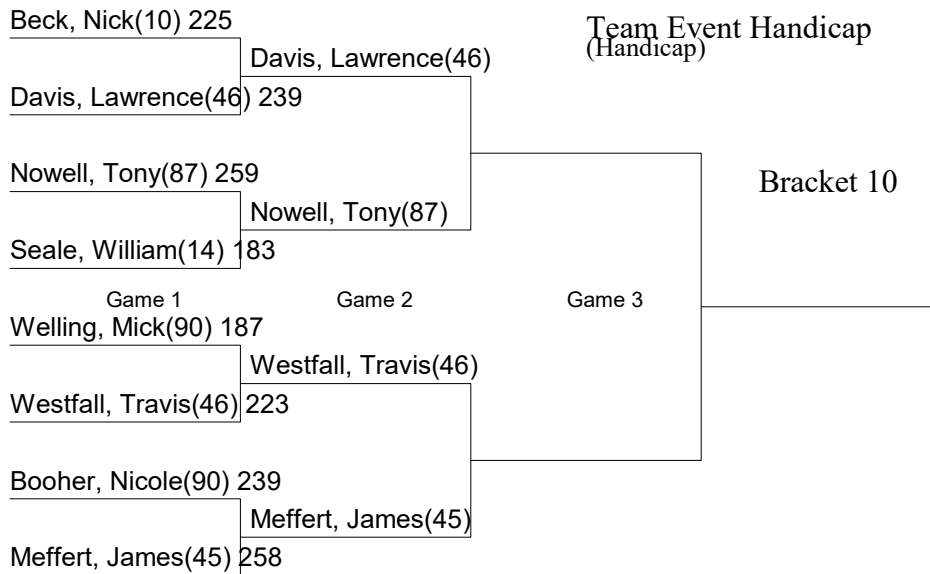 Beck, Nick(10) 225
Team Event Handicap
(Handicap)
Davis, Lawrence(46)
Davis, Lawrence(46) 239
Nowell, Tony(87) 259
Bracket 10
Nowell, Tony(87)
Seale, William(14) 183
Game 1
Game 2
Game 3
Welling, Mick(90) 187
Westfall, Travis(46)
Westfall, Travis(46) 223
Booher, Nicole(90) 239
Meffert, James(45)
Meffert, James(45) 258